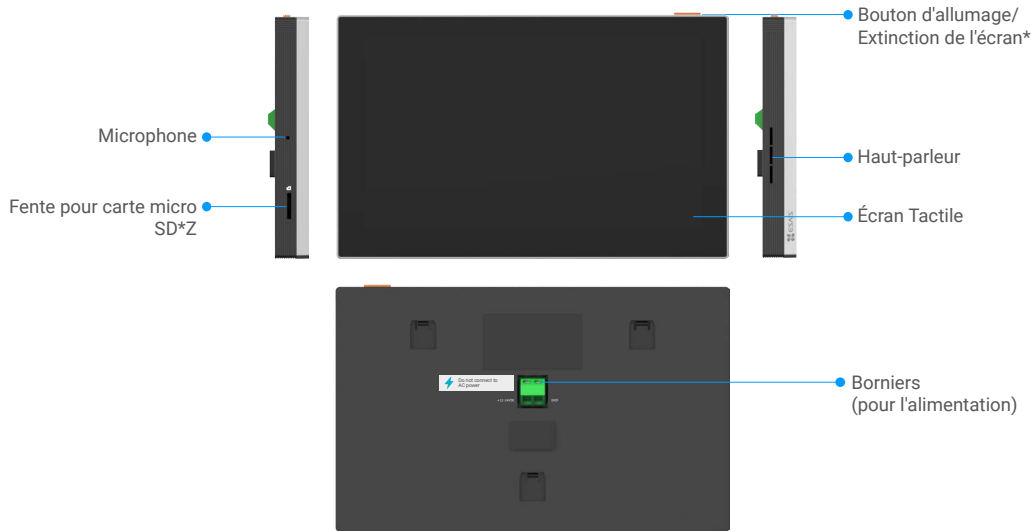 Bouton d'allumage/
Extinction de l'écran*
Microphone
Haut-parleur
Fente pour carte micro
SD*Z
Écran Tactile
Do not connect to
AC power
Borniers
(pour l'alimentation)